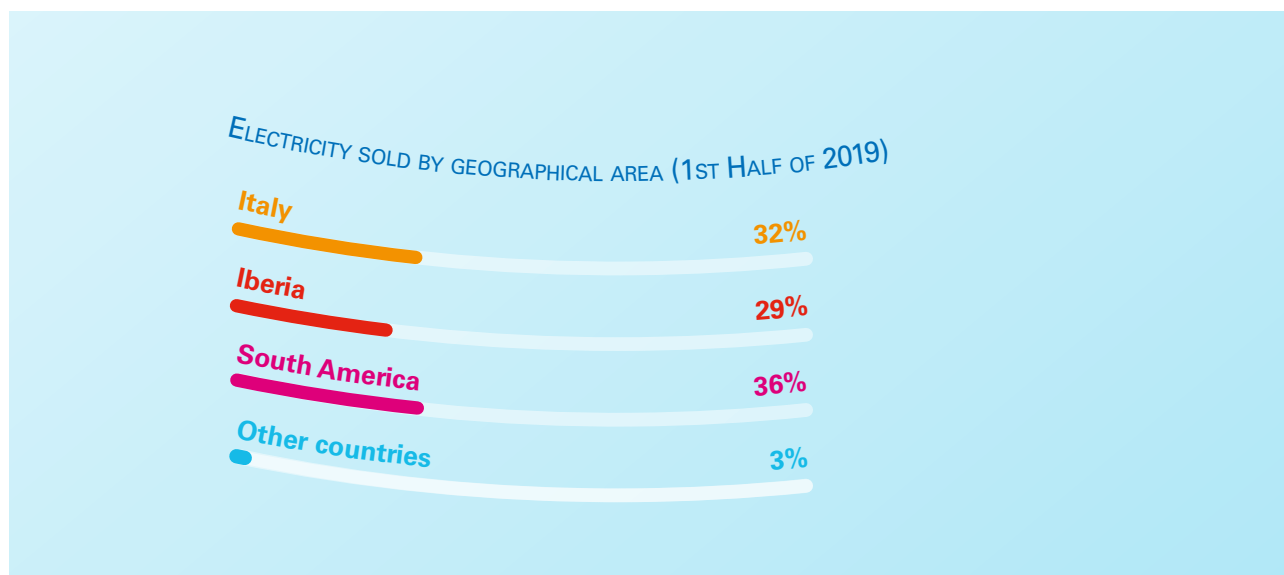 Electricity sold by geographical area (1st Half of 2019)
Italy
32%
Iberia
29%
South America
36%
Other countries
3%